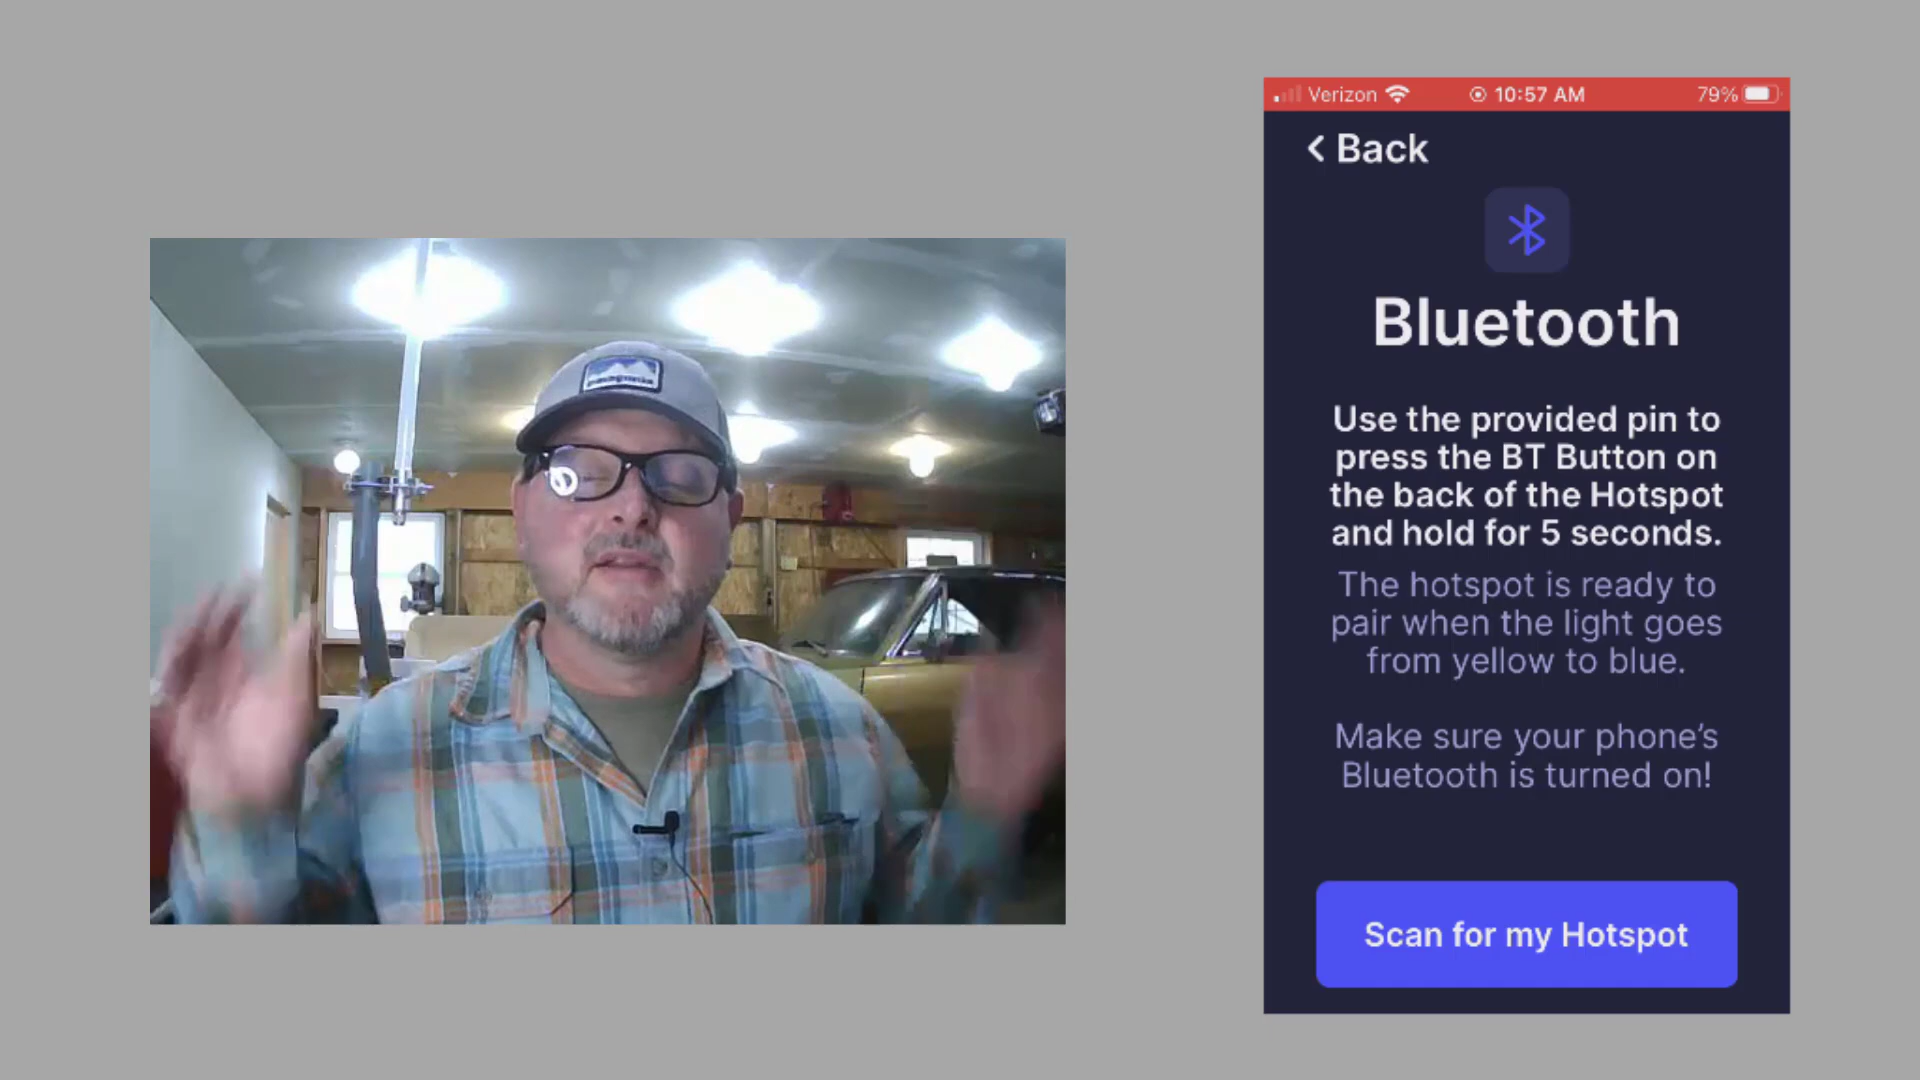 Verizon 10:57 AM 79%
Back
Bluetooth
Use the provided pin to
press the BT Button on
the back of the Hotspot
and hold for 5 seconds.
The hotspot is ready to
pair when the light goes
from yellow to blue.
Make sure your phone's
Bluetooth is turned on!
Scan for my Hotspot